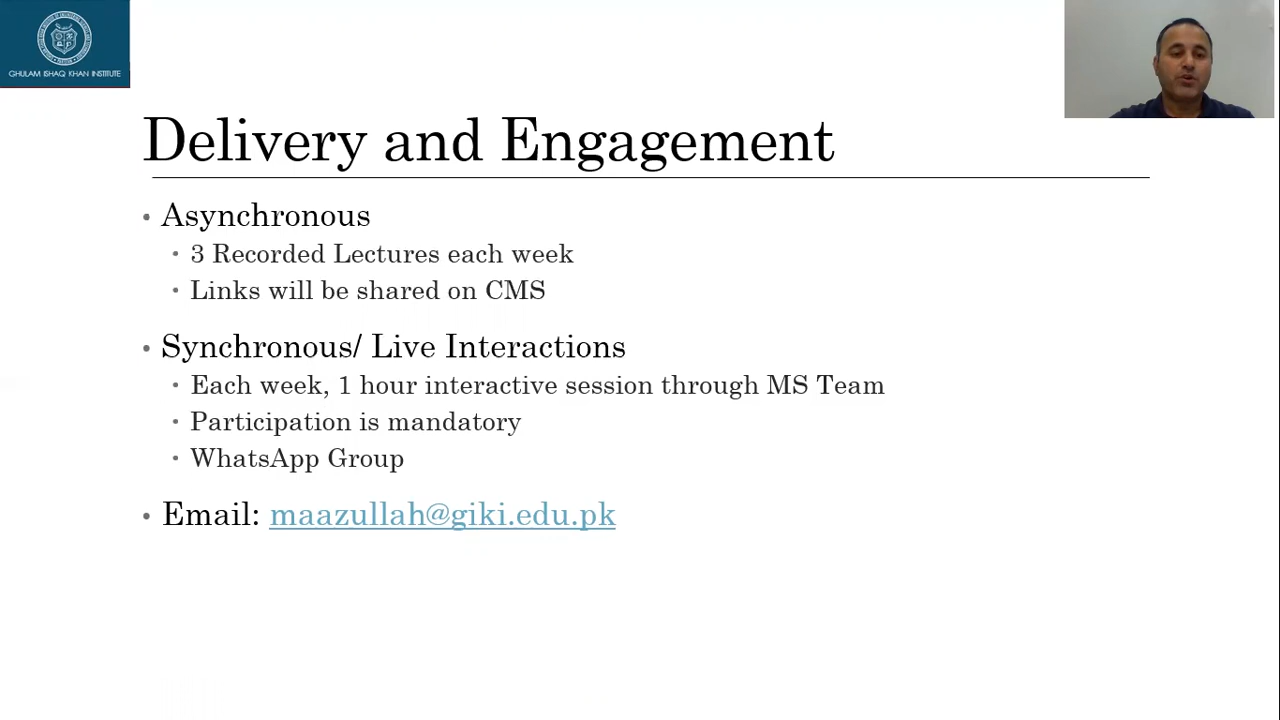 GHULAM ISHAQ KHAN INSTITUTE
Delivery and Engagement
• Asynchronous
• 3 Recorded Lectures each week
• Links will be shared on CMS
• Synchronous/ Live Interactions
• Each week, 1 hour interactive session through MS Team
• Participation is mandatory
• WhatsApp Group
• Email: maazullah@giki.edu.pk